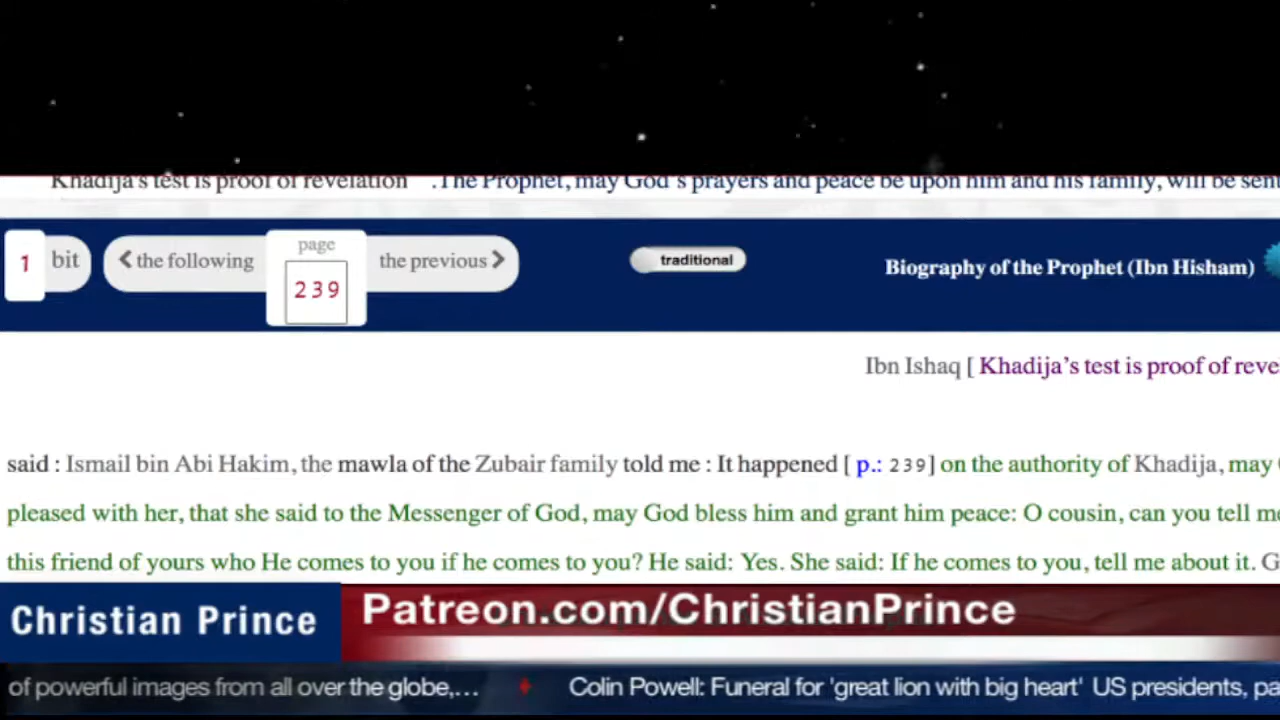 Khadija's test is proof of revelation .The Prophet, may God's prayers and peace be upon him and his family, will be sent
1 bit
the following
page
239
the previous
traditional
Biography of the Prophet (Ibn Hisham)
Ibn Ishaq [ Khadija's test is proof of reve
said : Ismail bin Abi Hakim, the mawla of the Zubair family told me : It happened [ p.: 239] on the authority of Khadija, may
pleased with her, that she said to the Messenger of God, may God bless him and grant him peace: O cousin, can you tell me
this friend of yours who He comes to you if he comes to you? He said: Yes. She said: If he comes to you, tell me about it. G
Christian Prince
Patreon.com/ChristianPrince
of powerful images from all over the globe,... Colin Powell: Funeral for 'great lion with big heart' US presidents, pa